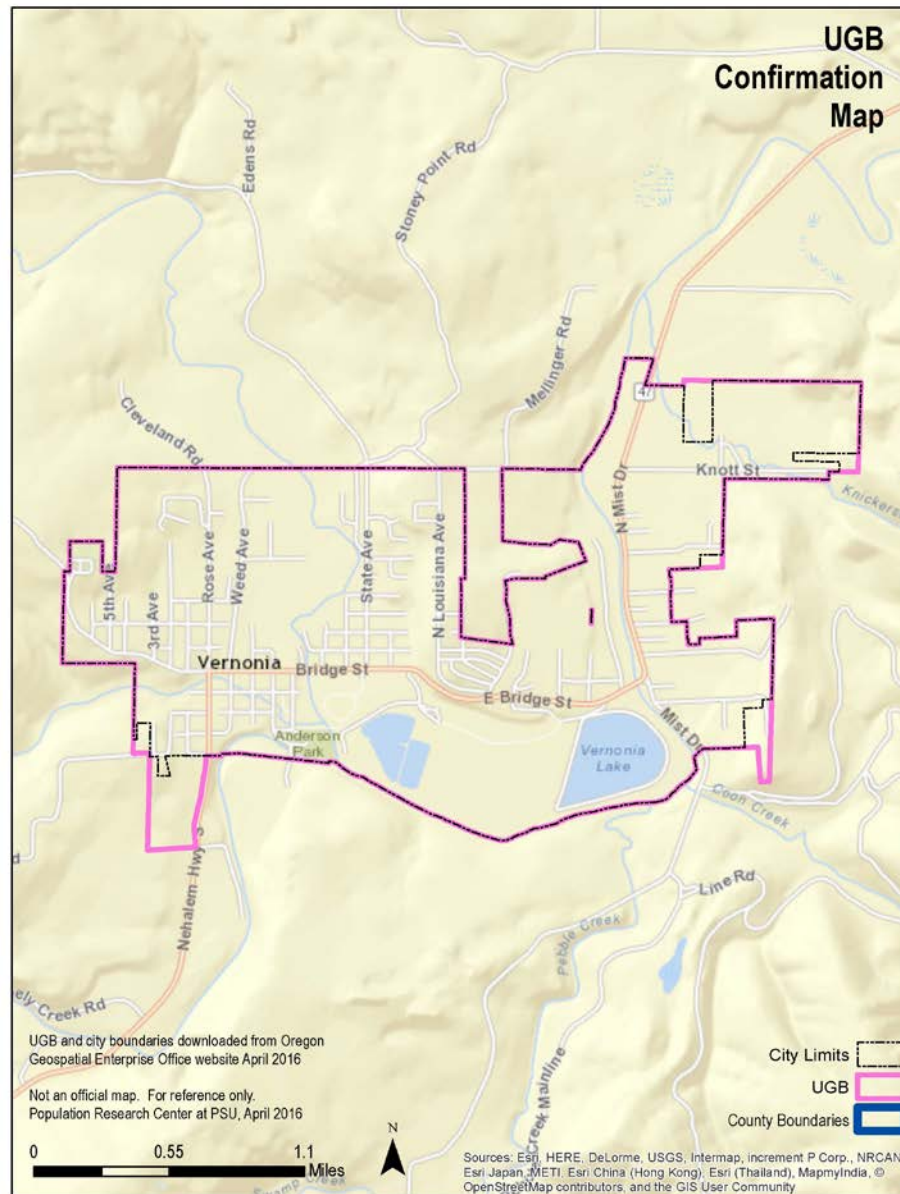 UGB
Confirmation
Map
Edens Rd
Stoney Point Rd
Mellinger Rd
Cleveland Rd
47
Knott St
N Mist Dr
5th Ave
3rd Ave
Rose Ave
Weed Ave
State Ave
N Louisiana Ave
Vernonia
Bridge St
E Bridge St
Anderson
Park
Vernonia
Lake
Mist Dr
Coon Creek
Nehalem Hwy S
Line Rd
Pebble Creek
ely Creek Rd
Creek Mainline
UGB and city boundaries downloaded from Oregon
Geospatial Enterprise Office website April 2016
Not an official map. For reference only.
Population Research Center at PSU, April 2016
0 0.55 1.1
Miles
N
City Limits
UGB
County Boundaries
Sources: Esri, HERE, DeLorme, USGS, Intermap, increment P Corp., NRCAN,
Esri Japan, METI, Esri China (Hong Kong), Esri (Thailand), MapmyIndia, ©
OpenStreetMap contributors, and the GIS User Community